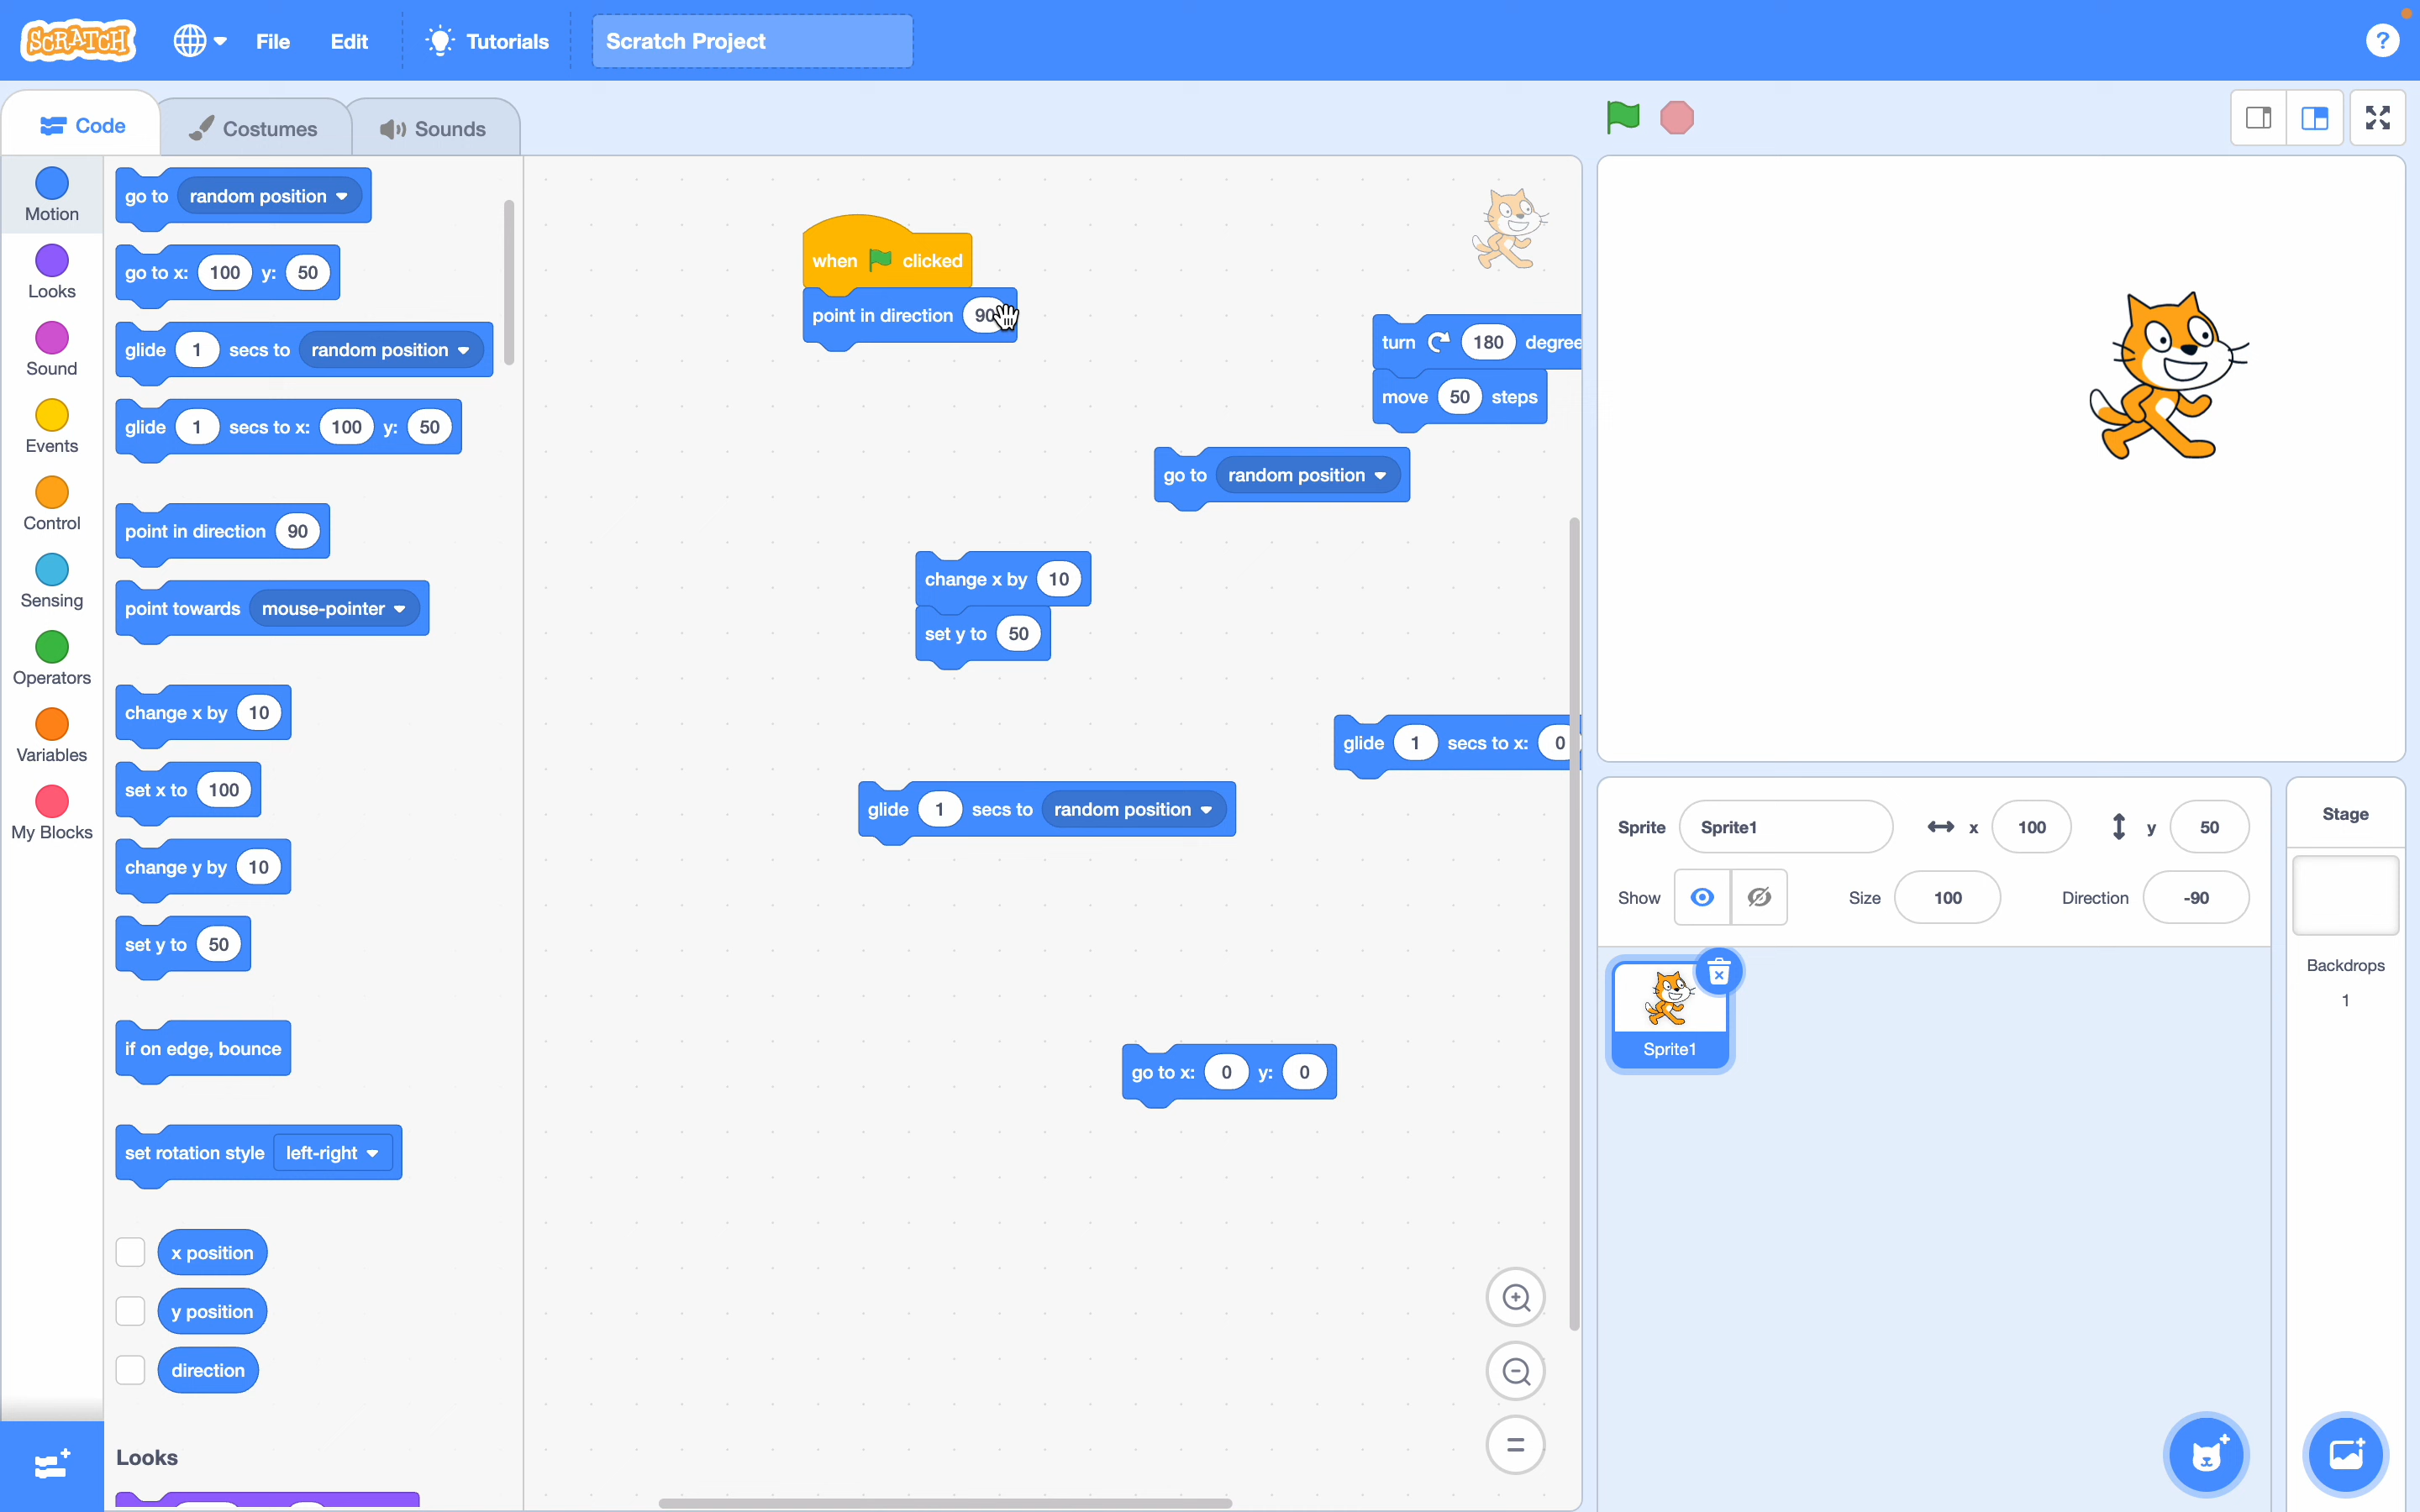 SCRATCH File Edit Tutorials Scratch Project ?
Code Costumes Sounds
Motion
Looks
Sound
Events
Control
Sensing
Operators
Variables
My Blocks
go to random position
go to x: 100 y: 50
glide 1 secs to random position
glide 1 secs to x: 100 y: 50
point in direction 90
point towards mouse-pointer
change x by 10
set x to 100
change y by 10
set y to 50
if on edge, bounce
set rotation style left-right
x position
y position
direction
Looks
when clicked
point in direction 90
turn 180 degree
move 50 steps
go to random position
change x by 10
set y to 50
glide 1 secs to x: 0
glide 1 secs to random position
go to x: 0 y: 0
Sprite Sprite1 x 100 y 50
Show Size 100 Direction -90
Sprite1
Stage
Backdrops
1